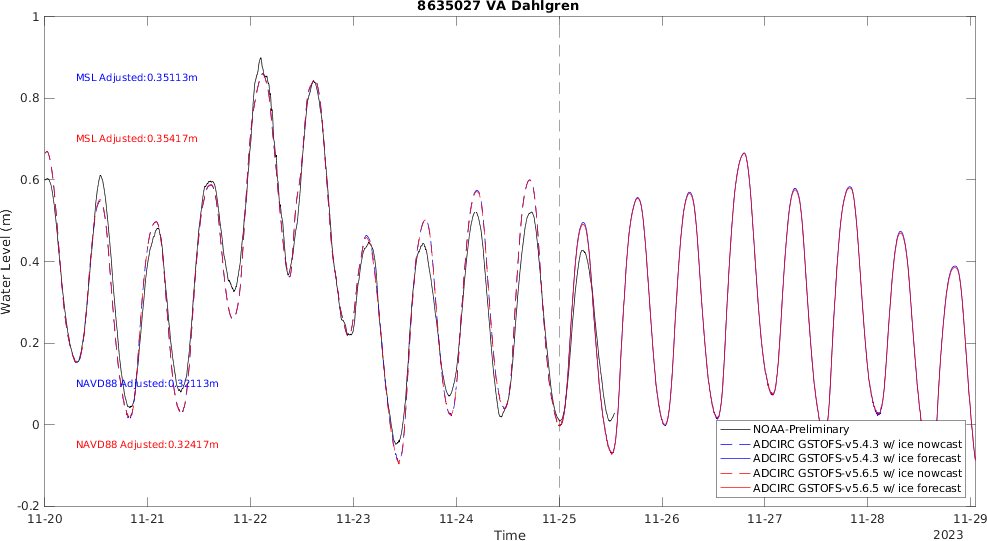 8635027 VA Dahlgren
1
0.8
0.6
0.4
0.2
0
-0.2
Water Level (m)
MSL Adjusted:0.35113m
MSL Adjusted:0.35417m
NAVD88 Adjusted:0.32113m
NAVD88 Adjusted:0.32417m
NOAA-Preliminary
ADCIRC GSTOFS-v5.4.3 w/ ice nowcast
ADCIRC GSTOFS-v5.4.3 w/ ice forecast
ADCIRC GSTOFS-v5.6.5 w/ ice nowcast
ADCIRC GSTOFS-v5.6.5 w/ ice forecast
11-20 11-21 11-22 11-23 11-24 11-25 11-26 11-27 11-28 11-29
Time
2023